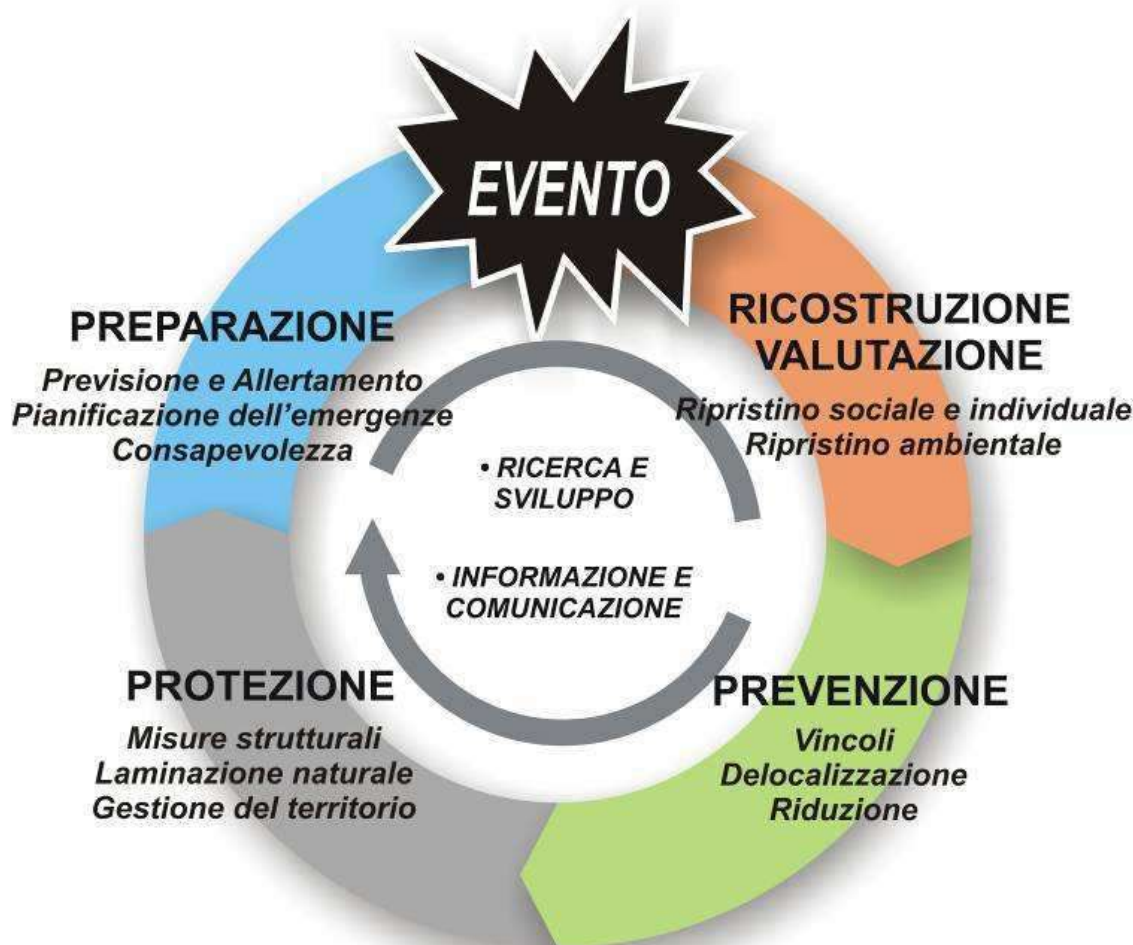 EVENTO
PREPARAZIONE
Previsione e Allertamento
Pianificazione dell'emergenze
Consapevolezza
RICOSTRUZIONE
VALUTAZIONE
Ripristino sociale e individuale
Ripristino ambientale
• RICERCA E
SVILUPPO
• INFORMAZIONE E
COMUNICAZIONE
PROTEZIONE
Misure strutturali
Laminazione naturale
Gestione del territorio
PREVENZIONE
Vincoli
Delocalizzazione
Riduzione